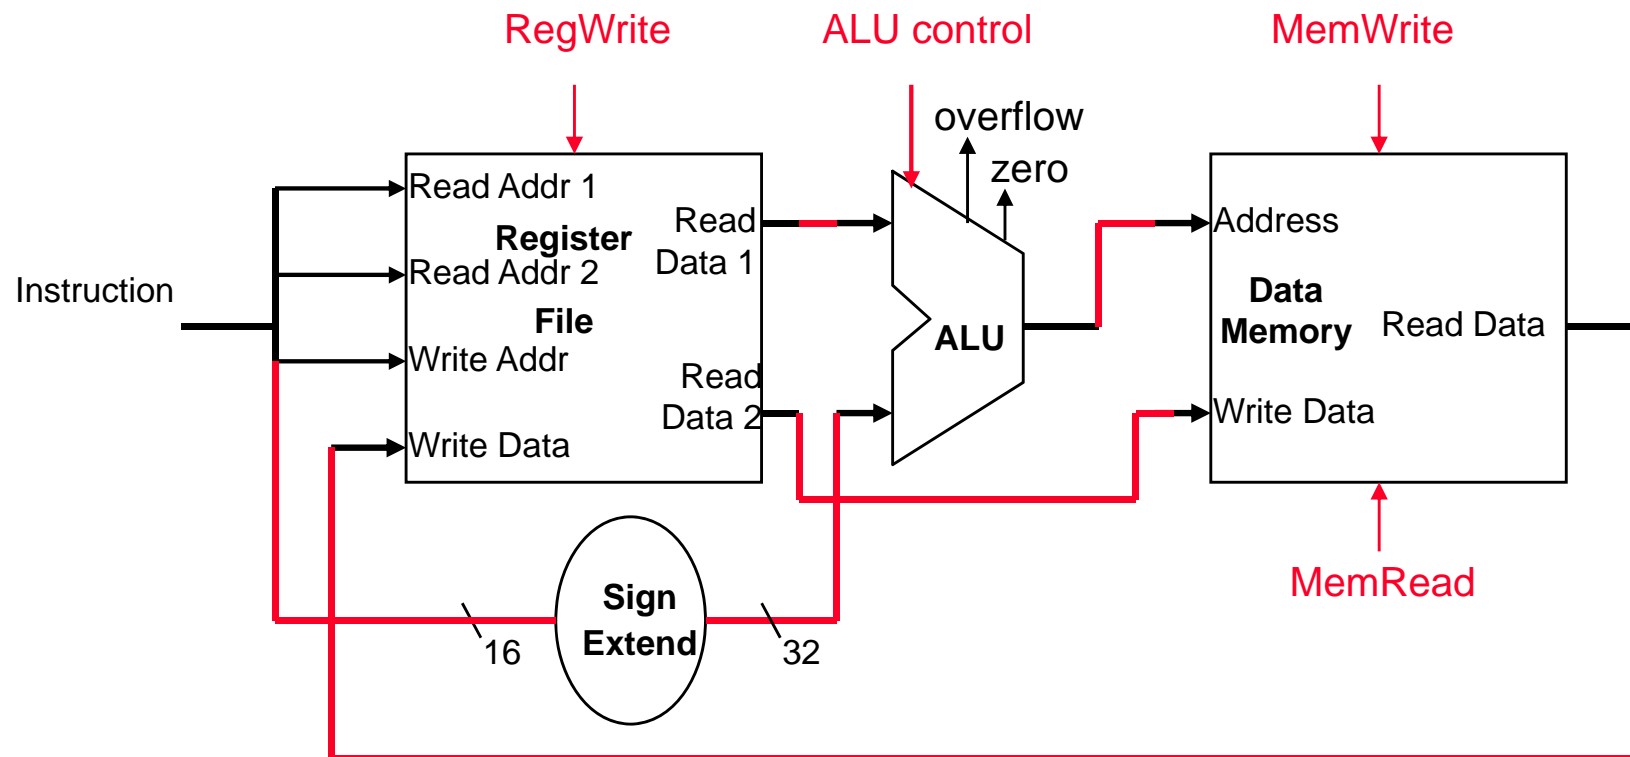 RegWrite
ALU control
MemWrite
overflow
zero
Read Addr 1
Register
Read Addr 2
File
Write Addr
Write Data
Read
Data 1
Read
Data 2
Instruction
ALU
Address
Data
Memory
Read Data
Write Data
MemRead
Sign
Extend
16
32